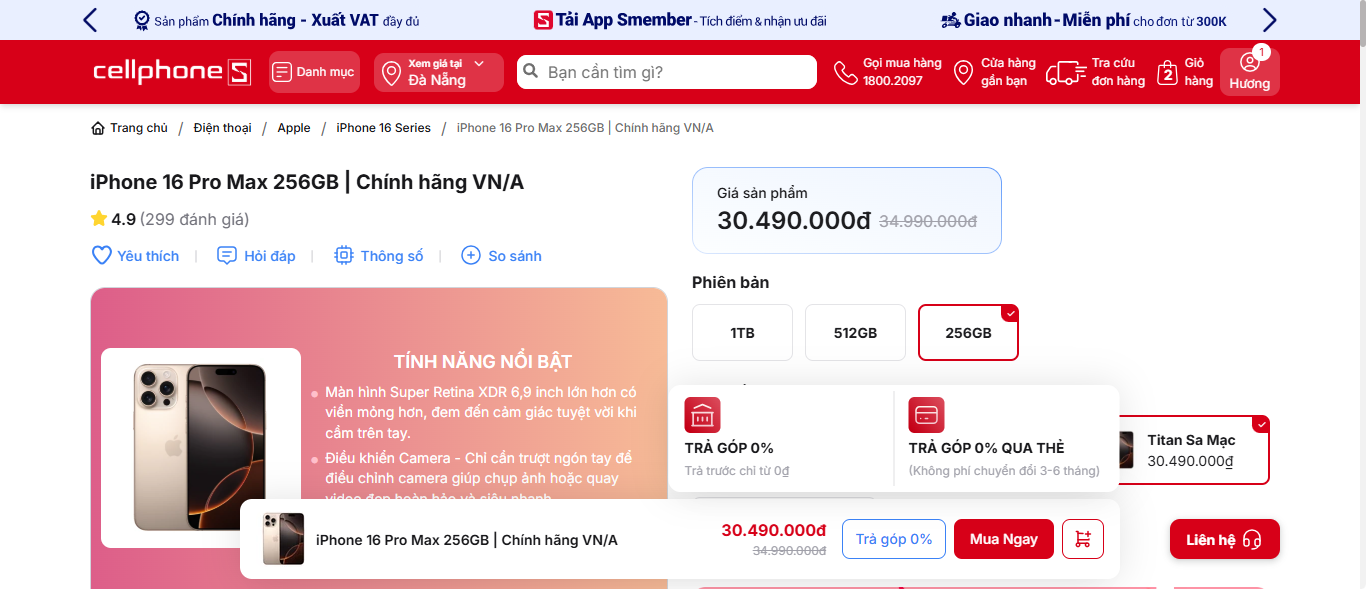 Sản phẩm Chính hãng - Xuất VAT đầy đủ
S Tải App Smember - Tích điểm & nhận ưu đãi
Giao nhanh - Miễn phí cho đơn từ 300K
cellphoneS
Danh mục
Xem giá tại
Đà Nẵng
Bạn cần tìm gì?
Gọi mua hàng
1800.2097
Cửa hàng
gần bạn
Tra cứu
đơn hàng
2
Giỏ
hàng
1
Hương
Trang chủ / Điện thoại / Apple / iPhone 16 Series / iPhone 16 Pro Max 256GB | Chính hãng VN/A
iPhone 16 Pro Max 256GB | Chính hãng VN/A
4.9 (299 đánh giá)
Yêu thích | Hỏi đáp | Thông số | So sánh
TÍNH NĂNG NỔI BẬT
Màn hình Super Retina XDR 6,9 inch lớn hơn có
viền mỏng hơn, đem đến cảm giác tuyệt vời khi
cầm trên tay.
Điều khiển Camera - Chỉ cần trượt ngón tay để
điều chỉnh camera giúp chụp ảnh hoặc quay
video đẹp hoàn hảo và siêu nhanh.
Giá sản phẩm
30.490.000đ 34.990.000đ
Phiên bản
1TB
512GB
256GB
TRẢ GÓP 0%
Trả trước chỉ từ 0₫
TRẢ GÓP 0% QUA THẺ
(Không phí chuyển đổi 3-6 tháng)
Titan Sa Mạc
30.490.000₫
iPhone 16 Pro Max 256GB | Chính hãng VN/A
30.490.000đ
34.990.000đ
Trả góp 0%
Mua Ngay
Liên hệ